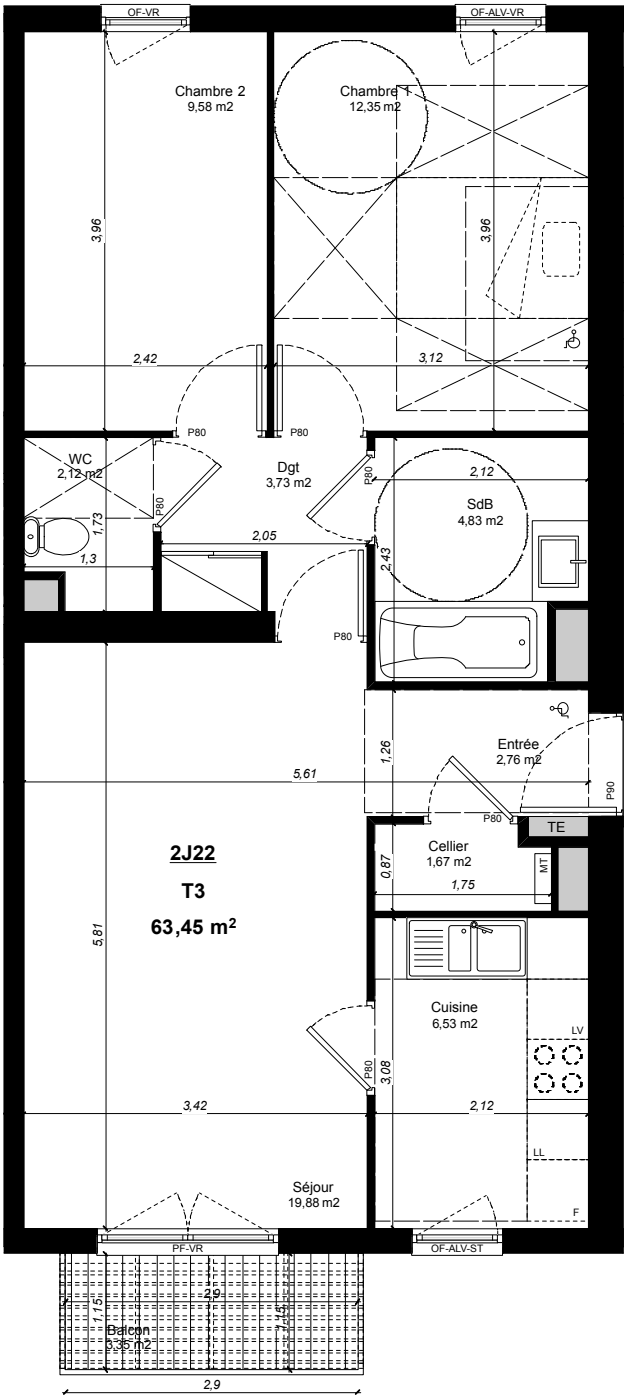 OF-VR
OF-ALV-VR
Chambre 2
9,58 m2
Chambre 1
12,35 m2
3,96
3,96
2,42
3,12
P80
P80
WC
2,12 m2
Dgt
3,73 m2
P80
P80
2,12
SdB
4,83 m2
1,73
1,3
2,05
2,43
P80
Entrée
2,76 m2
1,26
5,61
P90
P80
TE
Cellier
1,67 m2
0,87
1,75
MT
2J22
T3
63,45 m²
5,81
Cuisine
6,53 m2
LV
P80
3,08
3,42
2,12
LL
Séjour
19,88 m2
F
PF-VR
OF-ALV-ST
2,9
1,15
1,15
Balcon
3,35 m2
2,9